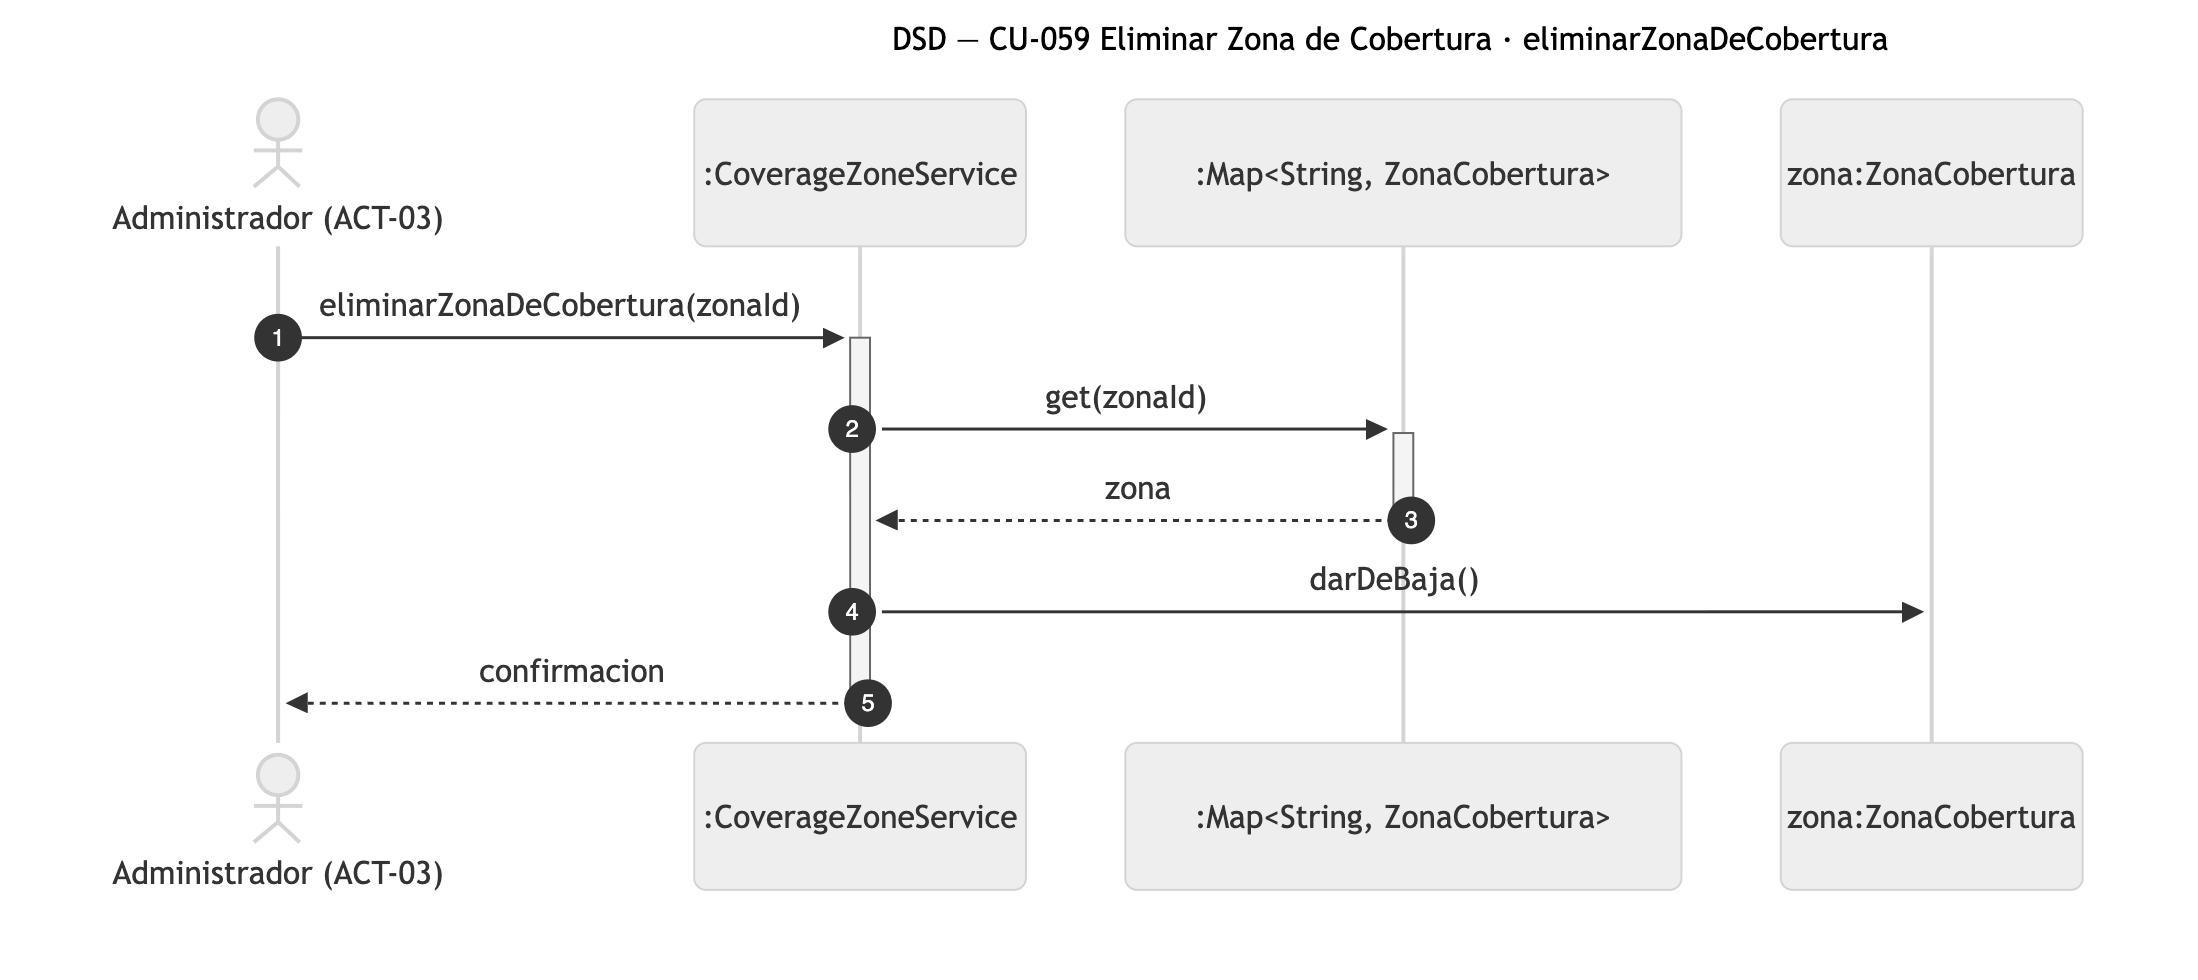 DSD — CU-059 Eliminar Zona de Cobertura · eliminarZonaDeCobertura
Administrador (ACT-03)
:CoverageZoneService
:Map<String, ZonaCobertura>
zona:ZonaCobertura
eliminarZonaDeCobertura(zonaId)
1
get(zonaId)
2
zona
3
darDeBaja()
4
confirmacion
5
Administrador (ACT-03)
:CoverageZoneService
:Map<String, ZonaCobertura>
zona:ZonaCobertura